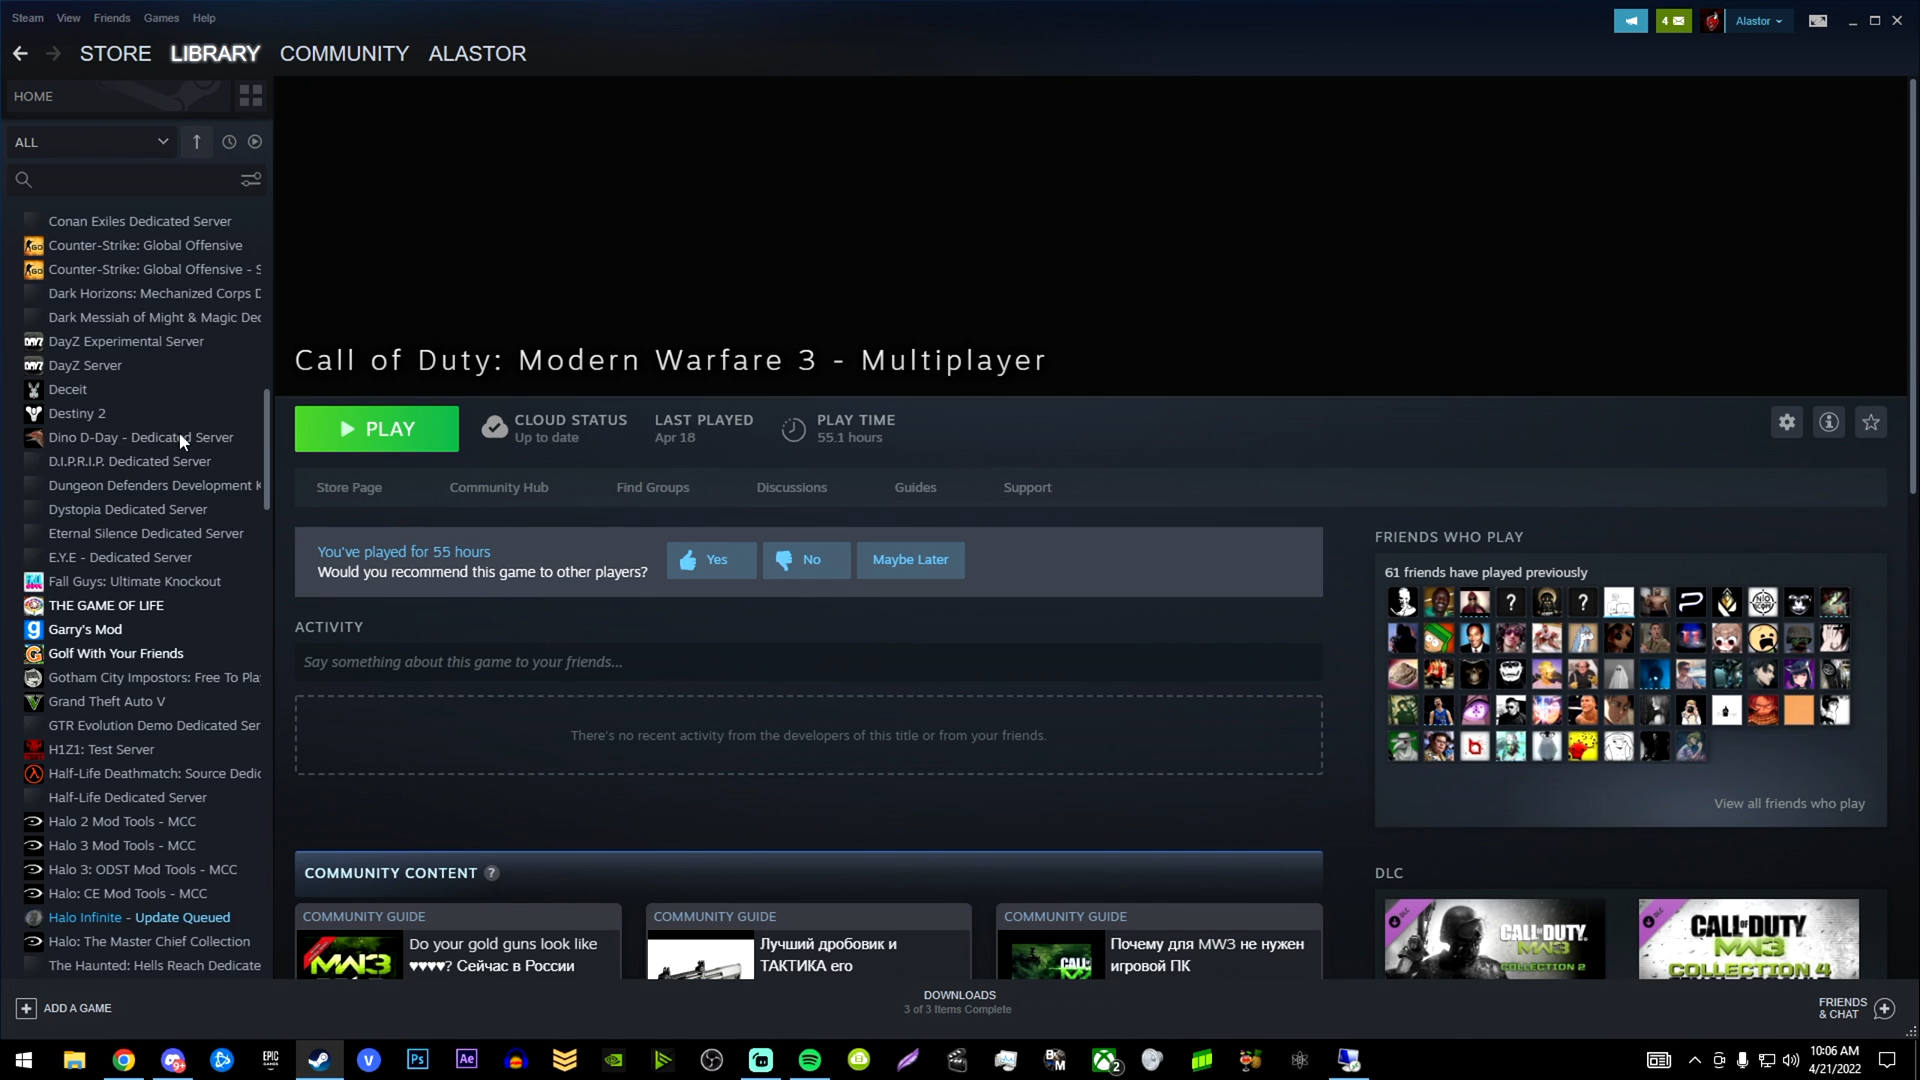 Steam View Friends Games Help
4 Alastor
STORE LIBRARY COMMUNITY ALASTOR
HOME
ALL
Conan Exiles Dedicated Server
Counter-Strike: Global Offensive
Counter-Strike: Global Offensive - S
Dark Horizons: Mechanized Corps D
Dark Messiah of Might & Magic Dec
DayZ Experimental Server
DayZ Server
Deceit
Destiny 2
Dino D-Day - Dedicated Server
D.I.P.R.I.P. Dedicated Server
Dungeon Defenders Development K
Dystopia Dedicated Server
Eternal Silence Dedicated Server
E.Y.E - Dedicated Server
Fall Guys: Ultimate Knockout
THE GAME OF LIFE
Garry's Mod
Golf With Your Friends
Gotham City Impostors: Free To Pla
Grand Theft Auto V
GTR Evolution Demo Dedicated Ser
H1Z1: Test Server
Half-Life Deathmatch: Source Dedic
Half-Life Dedicated Server
Halo 2 Mod Tools - MCC
Halo 3 Mod Tools - MCC
Halo 3: ODST Mod Tools - MCC
Halo: CE Mod Tools - MCC
Halo Infinite - Update Queued
Halo: The Master Chief Collection
The Haunted: Hells Reach Dedicate
Call of Duty: Modern Warfare 3 - Multiplayer
PLAY
CLOUD STATUS
Up to date
LAST PLAYED
Apr 18
PLAY TIME
55.1 hours
Store Page Community Hub Find Groups Discussions Guides Support
You've played for 55 hours
Would you recommend this game to other players?
Yes No Maybe Later
ACTIVITY
Say something about this game to your friends...
There's no recent activity from the developers of this title or from your friends.
FRIENDS WHO PLAY
61 friends have played previously
View all friends who play
COMMUNITY CONTENT ?
COMMUNITY GUIDE
MW3
Do your gold guns look like
♥♥♥♥? Сейчас в России
COMMUNITY GUIDE
Лучший дробовик и
ТАКТИКА его
COMMUNITY GUIDE
CALL
Почему для MW3 не нужен
игровой ПК
DLC
DLC
CALL OF DUTY
MW3
COLLECTION 2
DLC
CALL OF DUTY
MW3
COLLECTION 4
ADD A GAME
DOWNLOADS
3 of 3 Items Complete
FRIENDS
& CHAT
9+
EPIC
GAMES
V
Ps
Ae
2
10:06 AM
4/21/2022